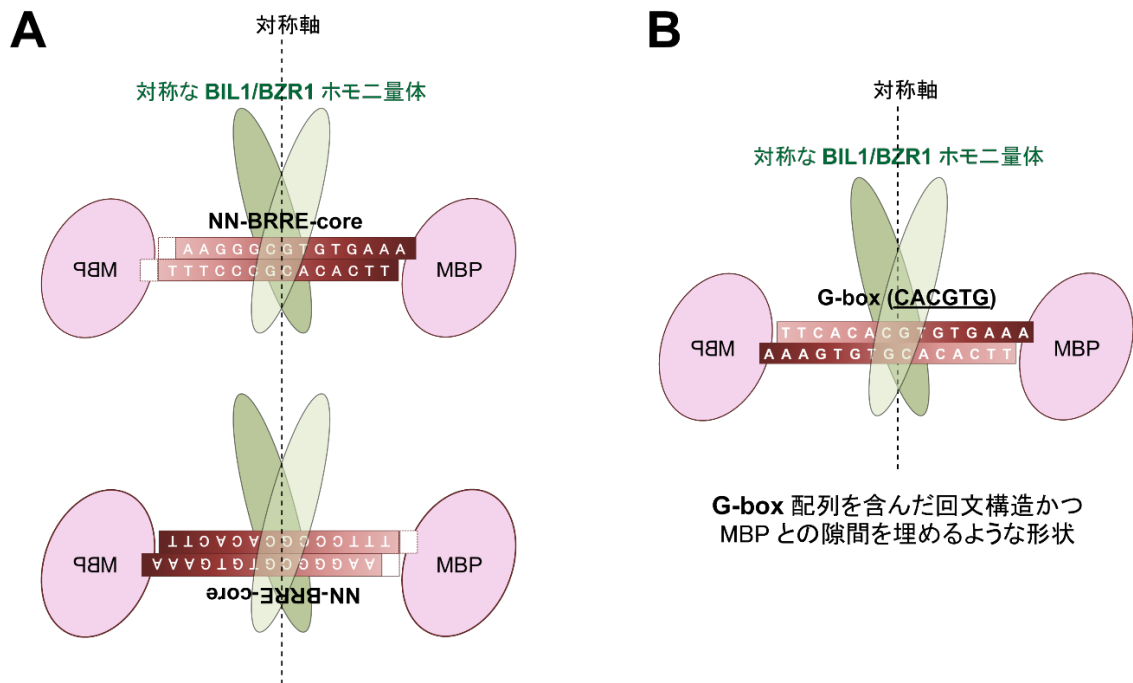 A
対称軸
対称な BIL1/BZR1 ホモ二量体
NN-BRRE-core
AAGGGCGTGTGAAA
TTTCCCGCACACTT
MBP
MBP
TTTCCCGCACACTT
AAGGGCGTGTGAAA
MBP
MBP
NN-BRRE-core
B
対称軸
対称な BIL1/BZR1 ホモ二量体
G-box (CACGTG)
TTCACACGTGTGAAA
AAAGTGTGCACACTT
MBP
MBP
G-box 配列を含んだ回文構造かつ
MBP との隙間を埋めるような形状